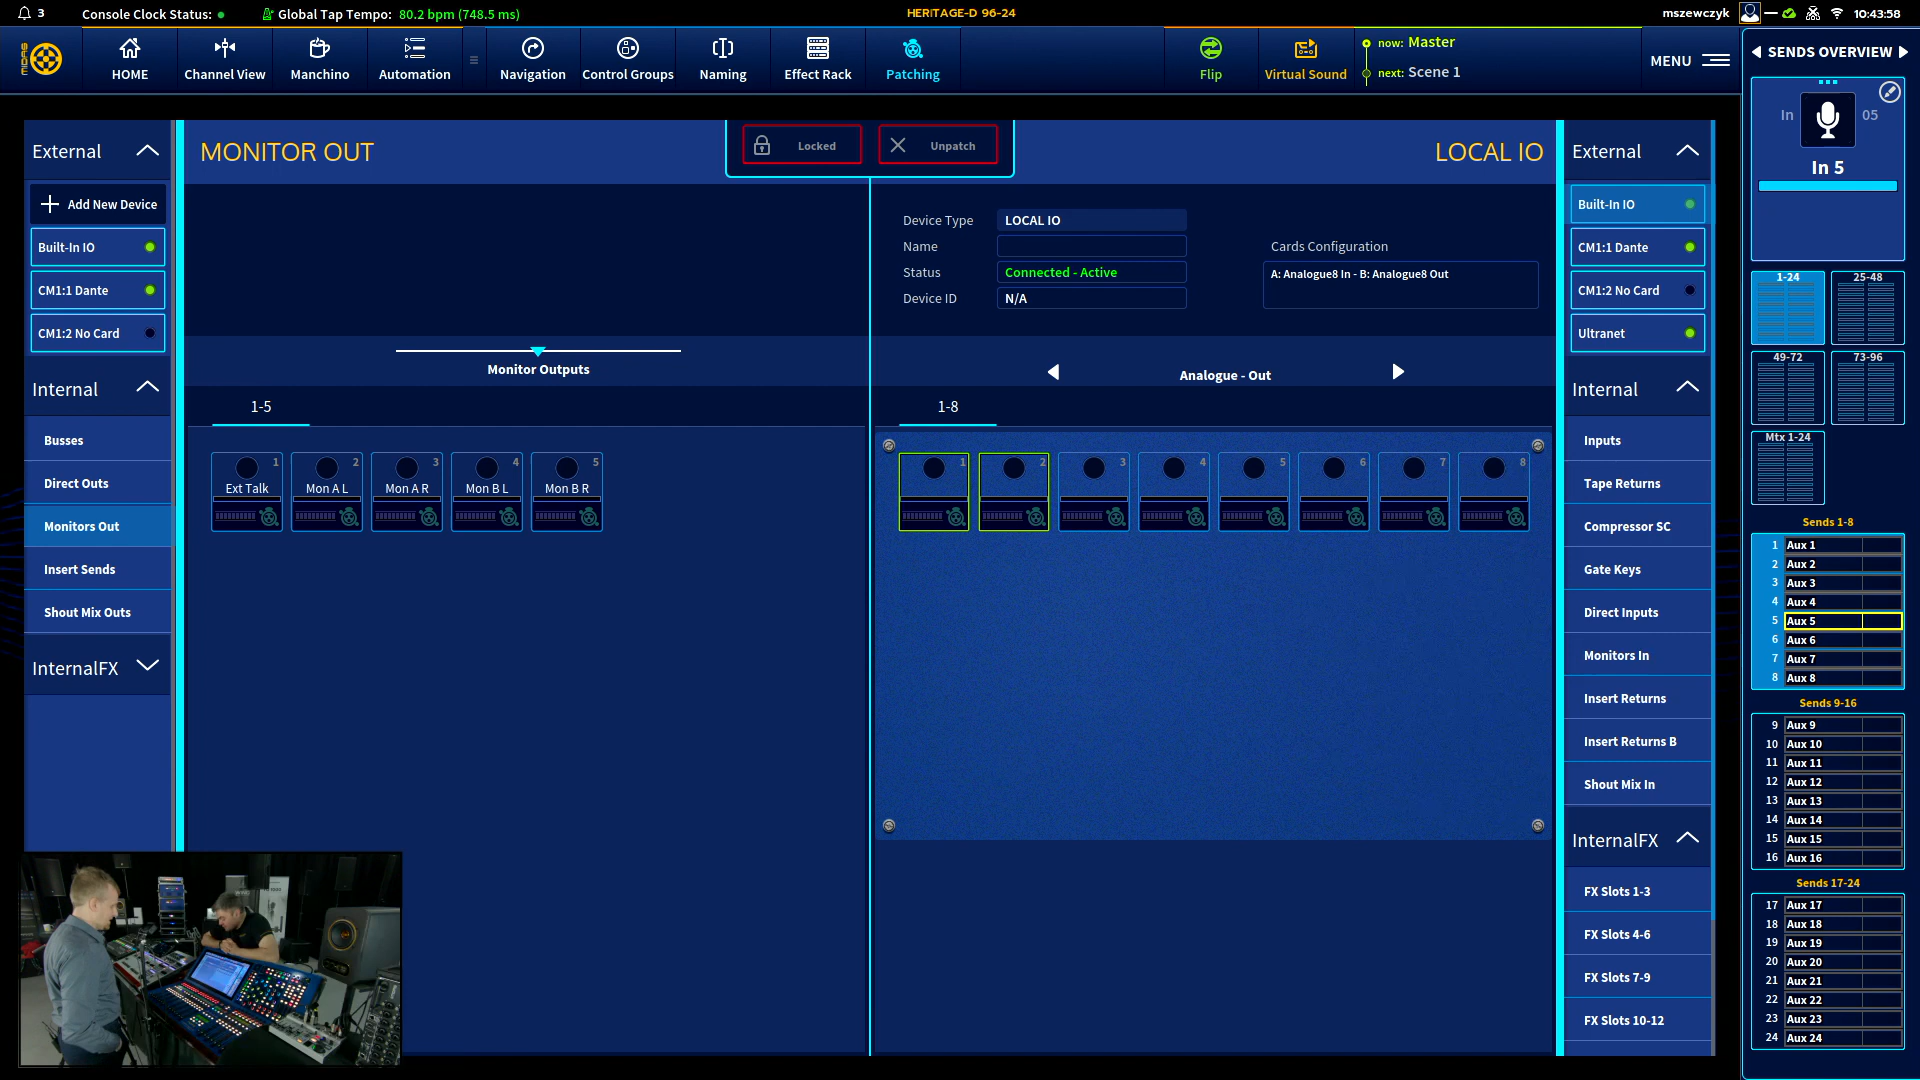 3
Console Clock Status:
Global Tap Tempo: 80.2 bpm (748.5 ms)
HERITAGE-D 96-24
mszewczyk
10:43:58
HOME
Channel View
Manchino
Automation
Navigation
Control Groups
Naming
Effect Rack
Patching
Flip
Virtual Sound
now: Master
next: Scene 1
MENU
SENDS OVERVIEW
In
05
In 5
1-24
25-48
49-72
73-96
Mtx 1-24
Sends 1-8
1 Aux 1
2 Aux 2
3 Aux 3
4 Aux 4
5 Aux 5
6 Aux 6
7 Aux 7
8 Aux 8
Sends 9-16
9 Aux 9
10 Aux 10
11 Aux 11
12 Aux 12
13 Aux 13
14 Aux 14
15 Aux 15
16 Aux 16
Sends 17-24
17 Aux 17
18 Aux 18
19 Aux 19
20 Aux 20
21 Aux 21
22 Aux 22
23 Aux 23
24 Aux 24
External
Add New Device
Built-In IO
CM1:1 Dante
CM1:2 No Card
Internal
Busses
Direct Outs
Monitors Out
Insert Sends
Shout Mix Outs
InternalFX
MONITOR OUT
Locked
Unpatch
LOCAL IO
Monitor Outputs
1-5
1 Ext Talk
2 Mon A L
3 Mon A R
4 Mon B L
5 Mon B R
Device Type LOCAL IO
Name
Status Connected - Active
Device ID N/A
Cards Configuration
A: Analogue8 In - B: Analogue8 Out
Analogue - Out
1-8
1 2 3 4 5 6 7 8
External
Built-In IO
CM1:1 Dante
CM1:2 No Card
Ultranet
Internal
Inputs
Tape Returns
Compressor SC
Gate Keys
Direct Inputs
Monitors In
Insert Returns
Insert Returns B
Shout Mix In
InternalFX
FX Slots 1-3
FX Slots 4-6
FX Slots 7-9
FX Slots 10-12